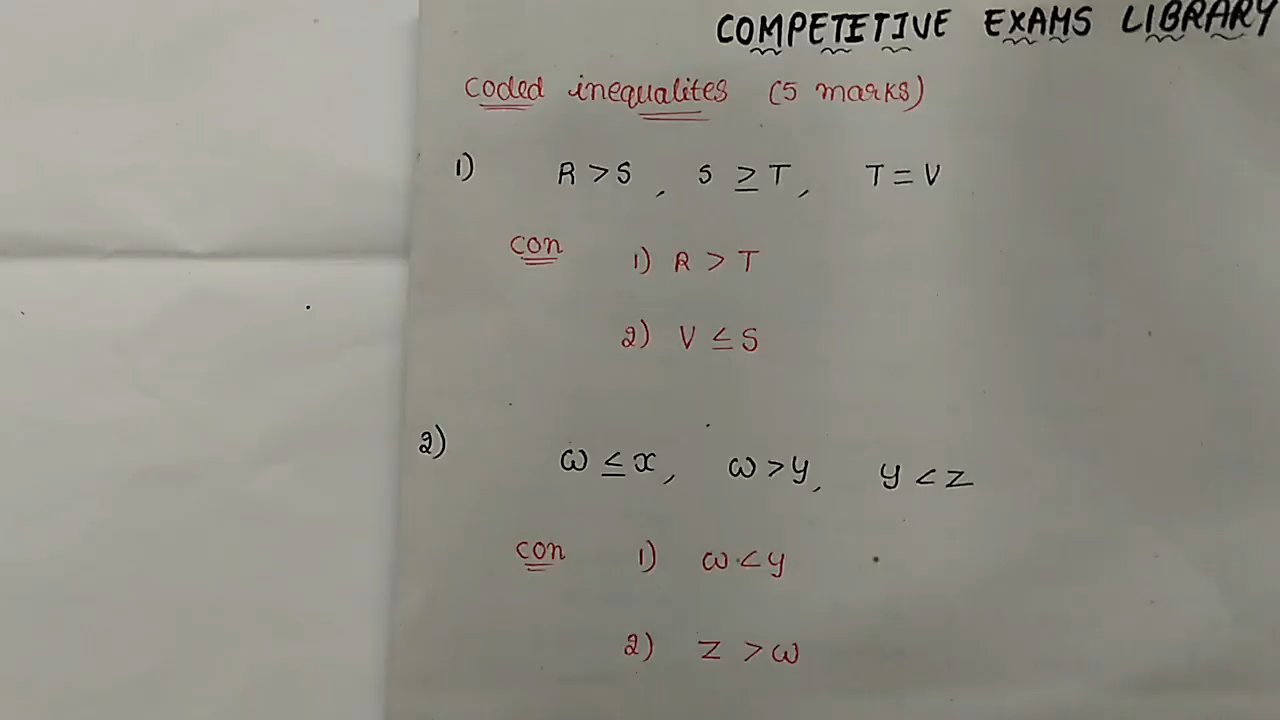 COMPETETIVE EXAMS LIBRARY
Coded inequalites (5 marks)
1) R > S , S ≥ T , T = V
Con 1) R > T
2) V ≤ S
2) ω ≤ x , ω > y , y < z
Con 1) ω < y
2) z > ω